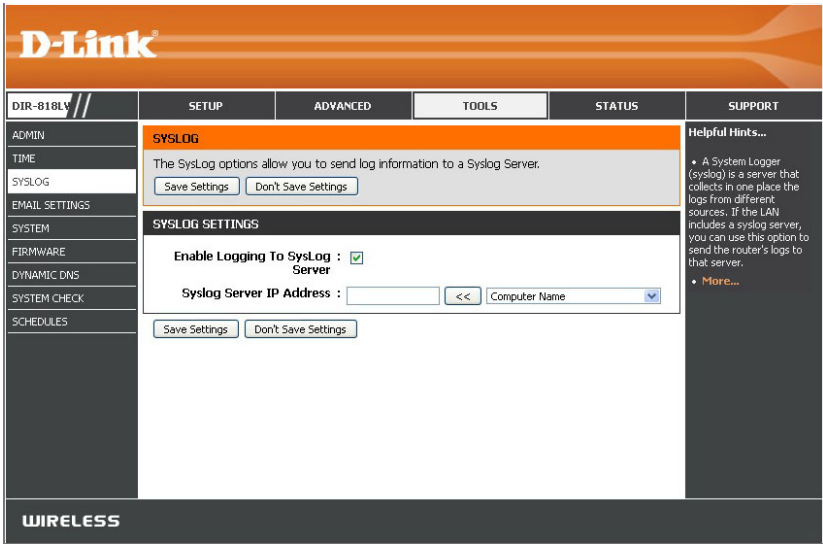 D-Link
DIR-818LW
SETUP
ADVANCED
TOOLS
STATUS
SUPPORT
ADMIN
TIME
SYSLOG
EMAIL SETTINGS
SYSTEM
FIRMWARE
DYNAMIC DNS
SYSTEM CHECK
SCHEDULES
SYSLOG
The SysLog options allow you to send log information to a Syslog Server.
Save Settings
Don't Save Settings
SYSLOG SETTINGS
Enable Logging To SysLog :
Server
Syslog Server IP Address :
<<
Computer Name
Save Settings
Don't Save Settings
Helpful Hints...
• A System Logger
(syslog) is a server that
collects in one place the
logs from different
sources. If the LAN
includes a syslog server,
you can use this option to
send the router's logs to
that server.
• More...
WIRELESS